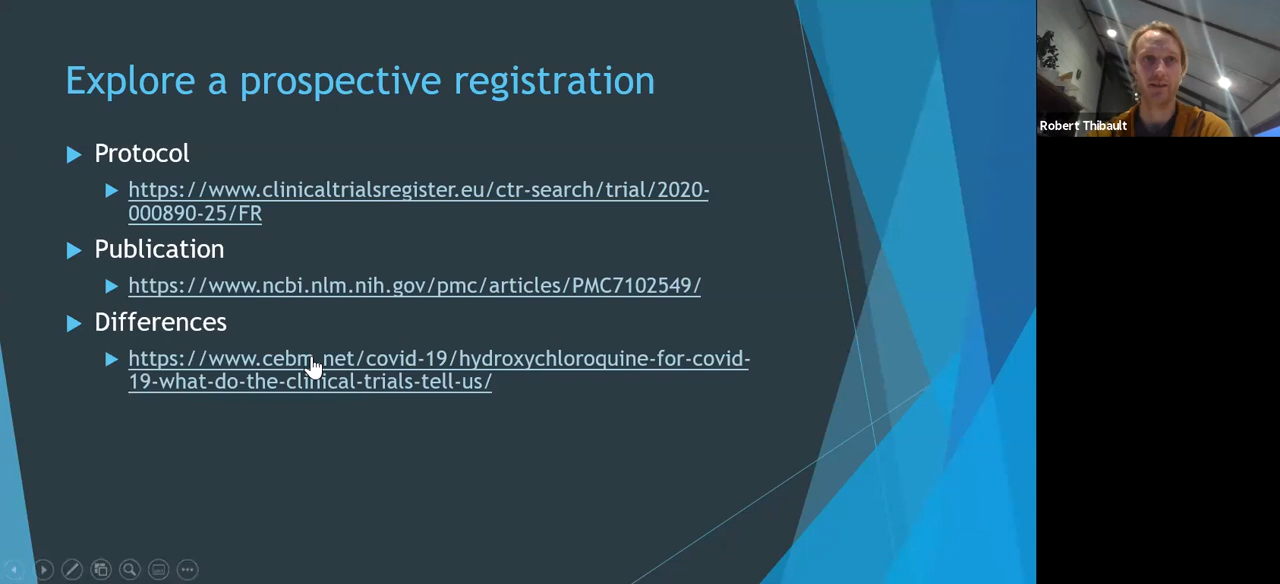 Explore a prospective registration
Robert Thibault
Protocol
https://www.clinicaltrialsregister.eu/ctr-search/trial/2020-
000890-25/FR
Publication
https://www.ncbi.nlm.nih.gov/pmc/articles/PMC7102549/
Differences
https://www.cebm.net/covid-19/hydroxychloroquine-for-covid-
19-what-do-the-clinical-trials-tell-us/